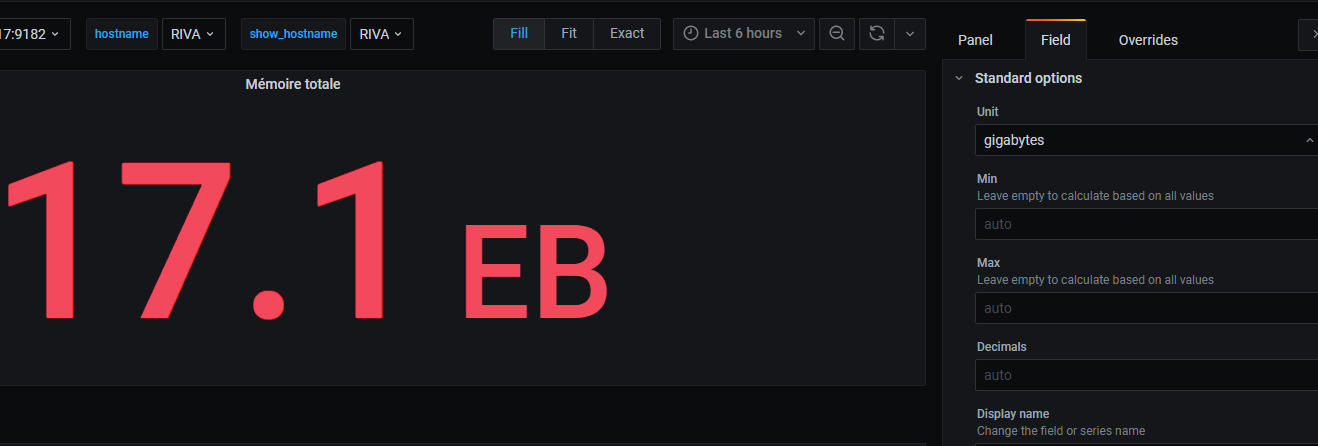 17:9182
hostname
RIVA
show_hostname
RIVA
Fill
Fit
Exact
Last 6 hours
Panel
Field
Overrides
Mémoire totale
17.1 EB
Standard options
Unit
gigabytes
Min
Leave empty to calculate based on all values
auto
Max
Leave empty to calculate based on all values
auto
Decimals
auto
Display name
Change the field or series name